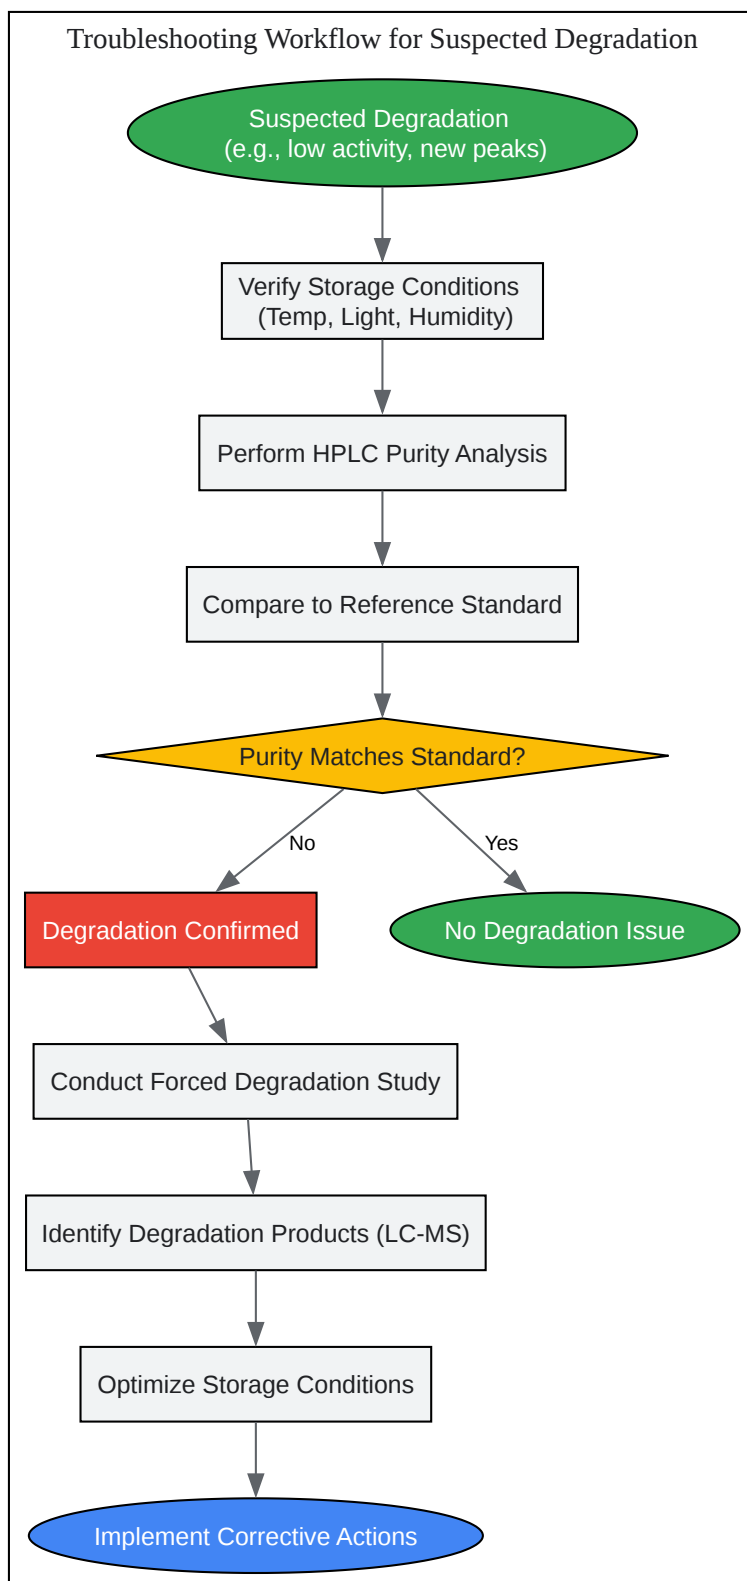 Troubleshooting Workflow for Suspected Degradation
Suspected Degradation
(e.g., low activity, new peaks)
Verify Storage Conditions
(Temp, Light, Humidity)
Perform HPLC Purity Analysis
Compare to Reference Standard
Purity Matches Standard?
No
Yes
Degradation Confirmed
No Degradation Issue
Conduct Forced Degradation Study
Identify Degradation Products (LC-MS)
Optimize Storage Conditions
Implement Corrective Actions